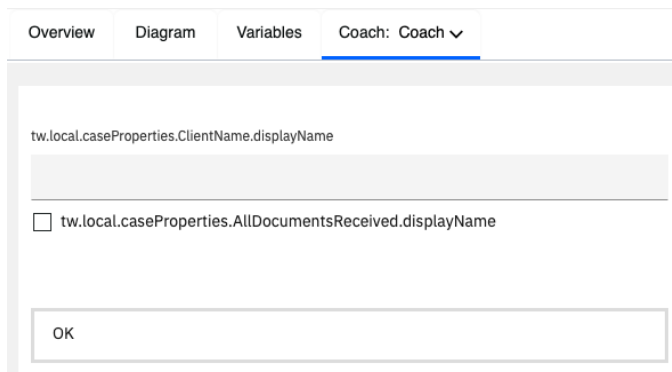 Overview Diagram Variables Coach: Coach
tw.local.caseProperties.ClientName.displayName
tw.local.caseProperties.AllDocumentsReceived.displayName
OK